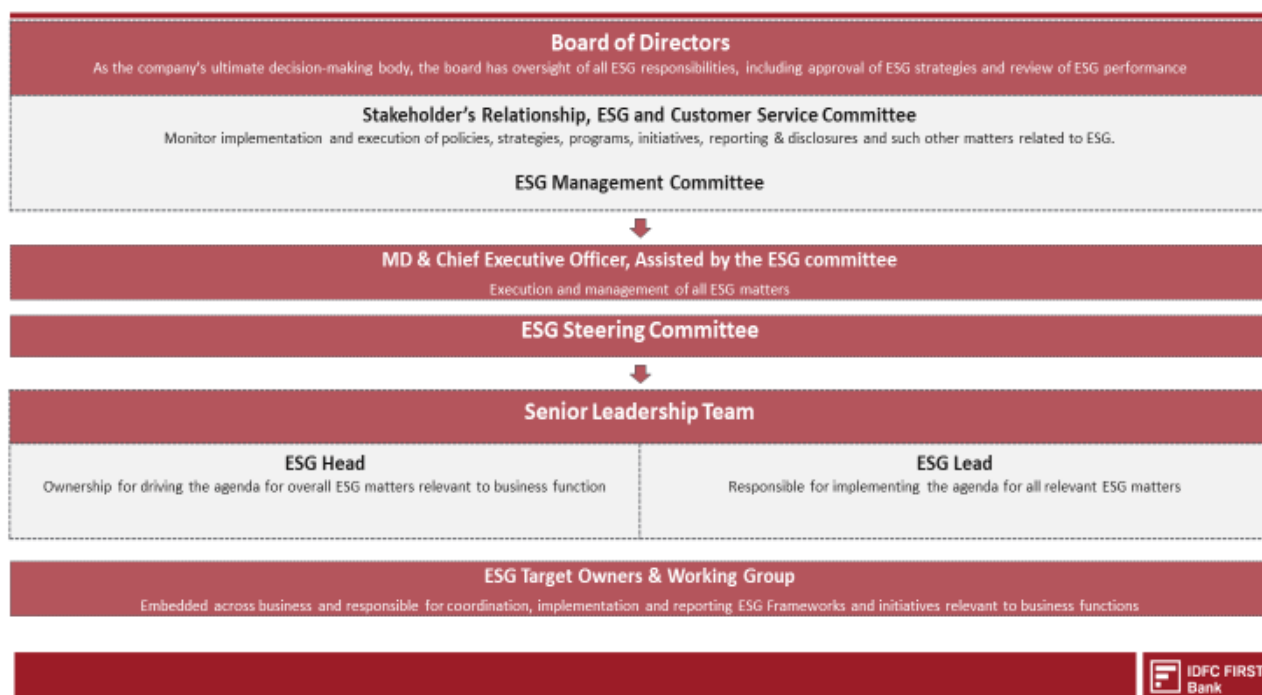 Board of Directors
As the company's ultimate decision-making body, the board has oversight of all ESG responsibilities, including approval of ESG strategies and review of ESG performance
Stakeholder's Relationship, ESG and Customer Service Committee
Monitor implementation and execution of policies, strategies, programs, initiatives, reporting & disclosures and such other matters related to ESG.
ESG Management Committee
MD & Chief Executive Officer, Assisted by the ESG committee
Execution and management of all ESG matters
ESG Steering Committee
Senior Leadership Team
ESG Head
Ownership for driving the agenda for overall ESG matters relevant to business function
ESG Lead
Responsible for implementing the agenda for all relevant ESG matters
ESG Target Owners & Working Group
Embedded across business and responsible for coordination, implementation and reporting ESG Frameworks and initiatives relevant to business functions
IDFC FIRST
Bank